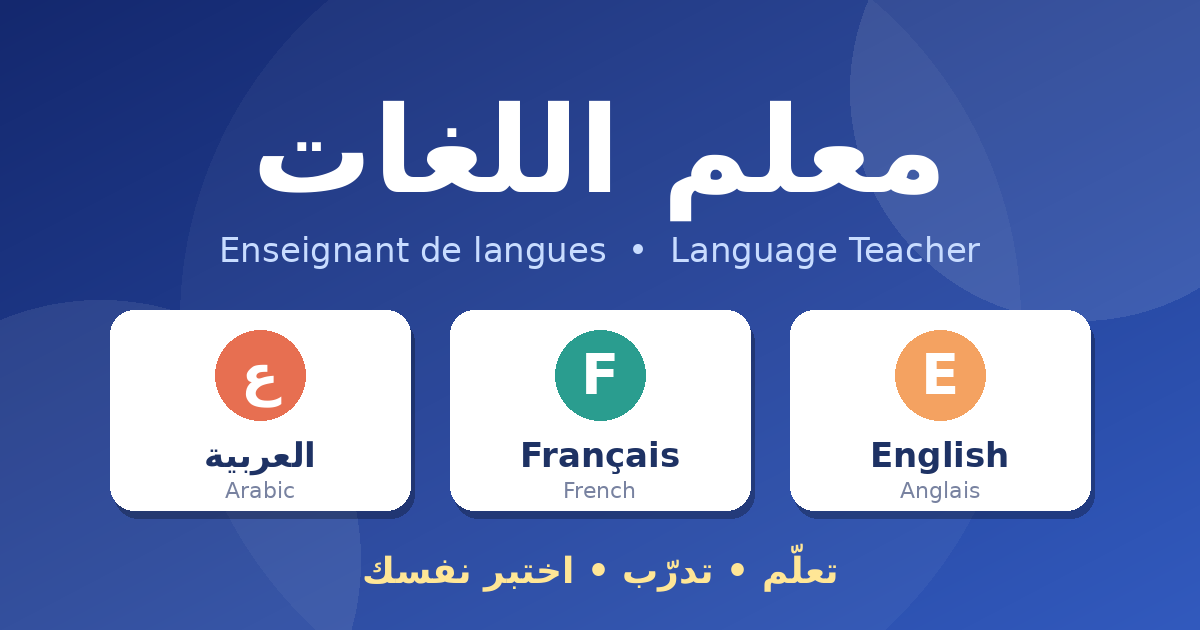 معلم اللغات
Enseignant de langues • Language Teacher
ع
العربية
Arabic
F
Français
French
E
English
Anglais
تعلّم • تدرّب • اختبر نفسك